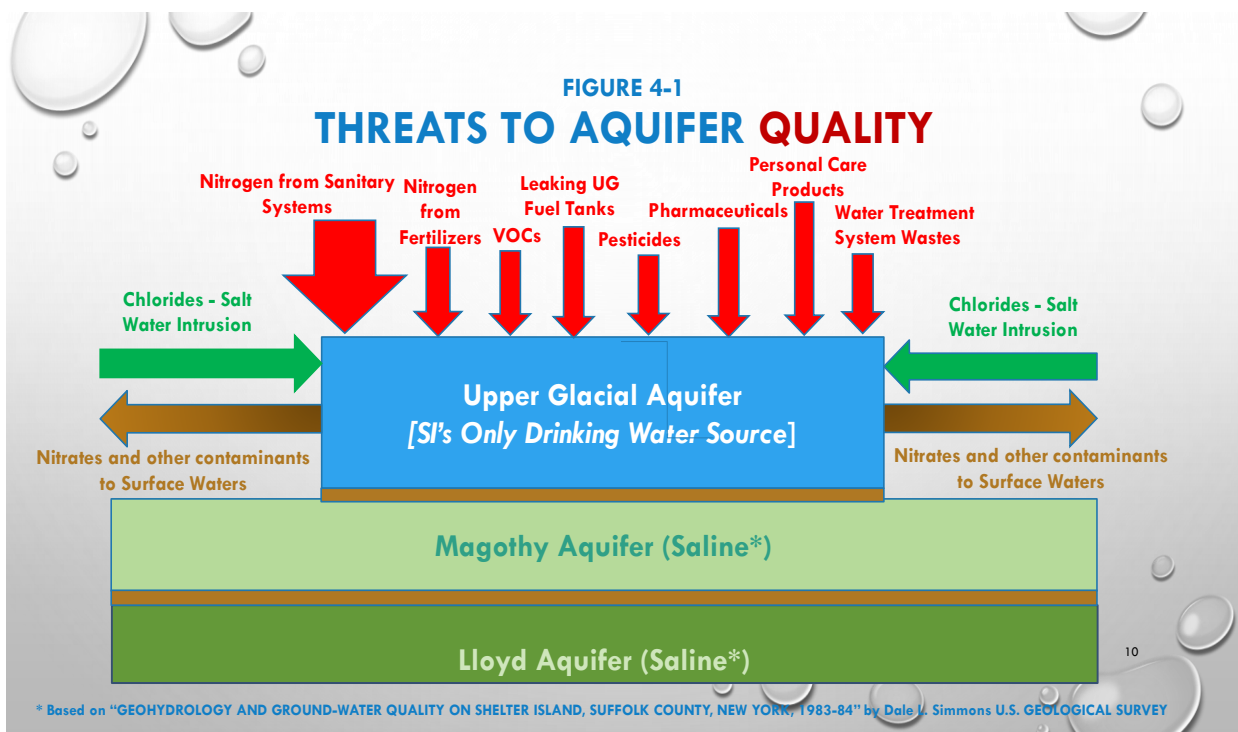 FIGURE 4-1
THREATS TO AQUIFER QUALITY
Nitrogen from Sanitary
Systems
Nitrogen
from
Fertilizers
VOCs
Leaking UG
Fuel Tanks
Pesticides
Pharmaceuticals
Personal Care
Products
Water Treatment
System Wastes
Chlorides - Salt
Water Intrusion
Chlorides - Salt
Water Intrusion
Upper Glacial Aquifer
[SI's Only Drinking Water Source]
Nitrates and other contaminants
to Surface Waters
Nitrates and other contaminants
to Surface Waters
Magothy Aquifer (Saline*)
Lloyd Aquifer (Saline*)
10
* Based on "GEOHYDROLOGY AND GROUND-WATER QUALITY ON SHELTER ISLAND, SUFFOLK COUNTY, NEW YORK, 1983-84" by Dale L. Simmons U.S. GEOLOGICAL SURVEY